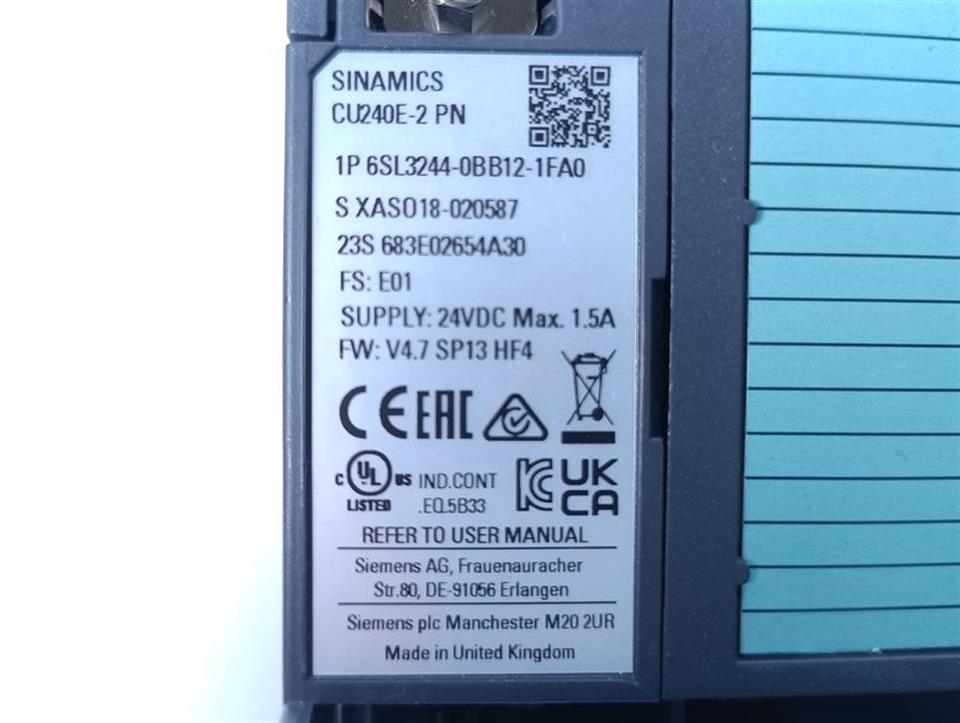 SINAMICS
CU240E-2 PN
1P 6SL3244-0BB12-1FA0
S XASO18-020587
23S 683E02654A30
FS: E01
SUPPLY: 24VDC Max. 1.5A
FW: V4.7 SP13 HF4
CE EAC
C UL US LISTED
IND.CONT
.EQ.5B33
UK
CA
REFER TO USER MANUAL
Siemens AG, Frauenauracher
Str.80, DE-91056 Erlangen
Siemens plc Manchester M20 2UR
Made in United Kingdom